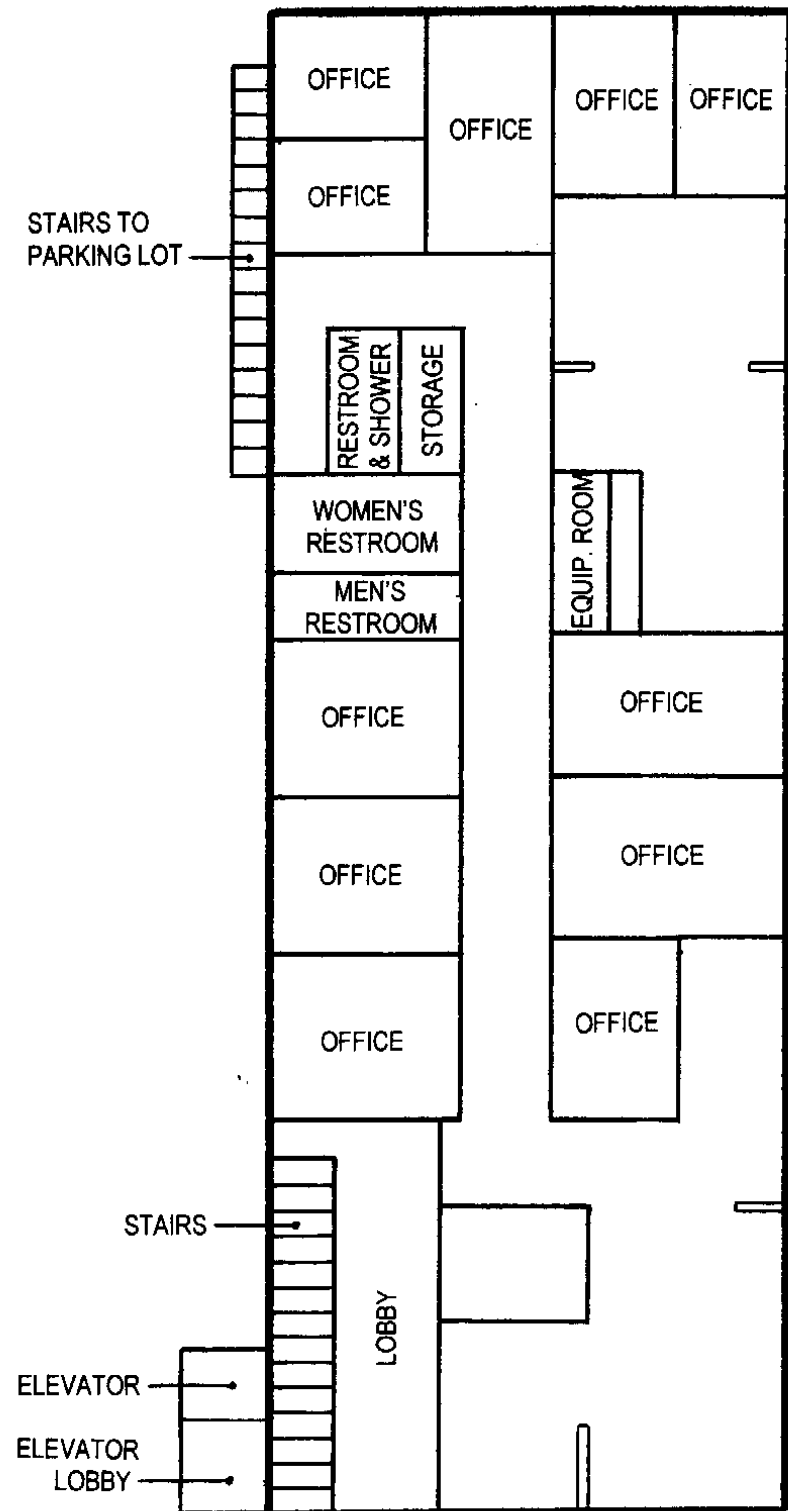 OFFICE
OFFICE
OFFICE
OFFICE
OFFICE
STAIRS TO
PARKING LOT
RESTROOM
& SHOWER
STORAGE
WOMEN'S
RESTROOM
MEN'S
RESTROOM
EQUIP. ROOM
OFFICE
OFFICE
OFFICE
OFFICE
OFFICE
OFFICE
STAIRS
LOBBY
ELEVATOR
ELEVATOR
LOBBY